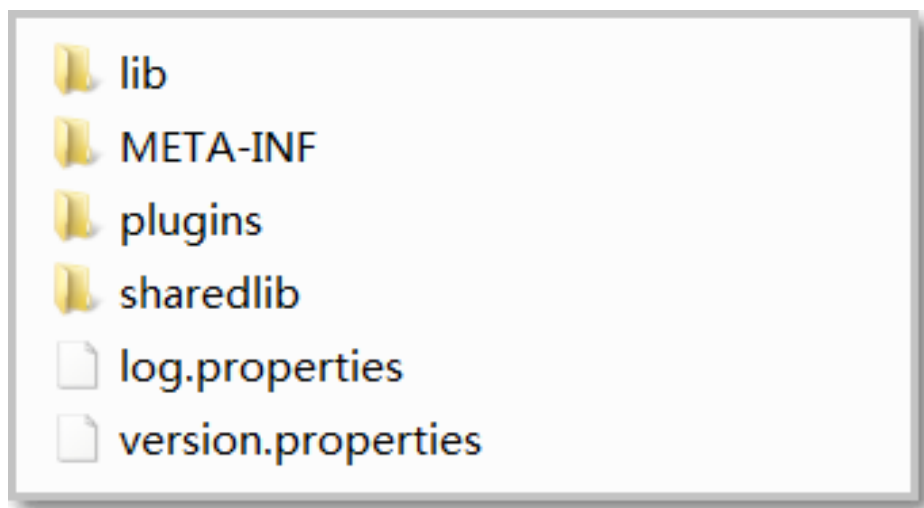 lib
META-INF
plugins
sharedlib
log.properties
version.properties